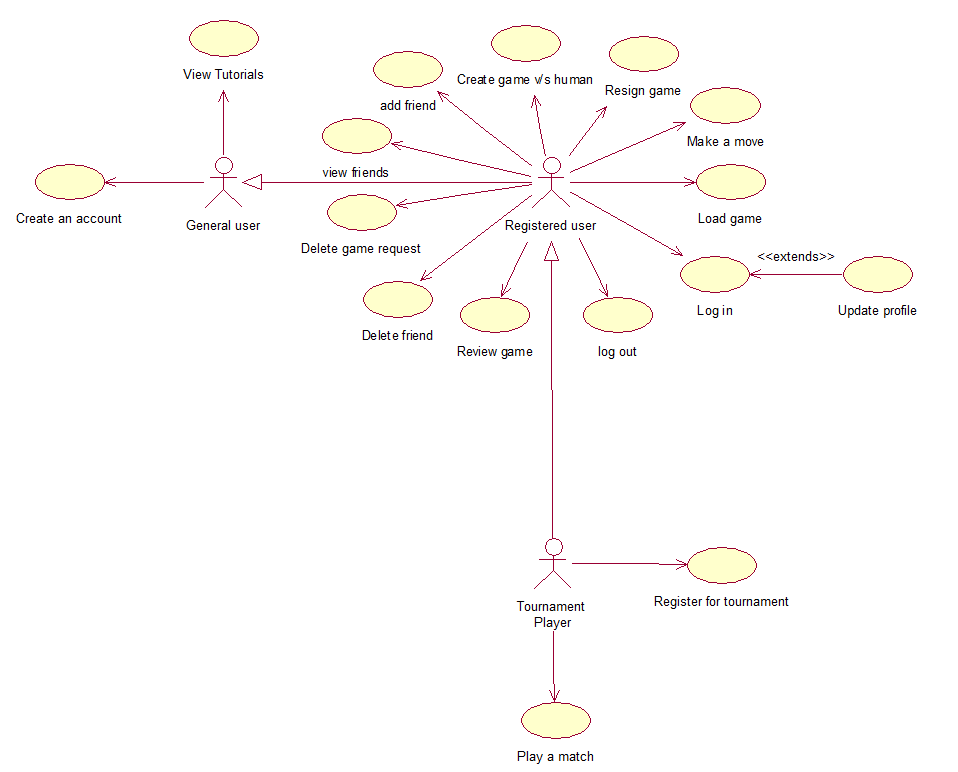 View Tutorials
Create game v/s human
Resign game
add friend
Make a move
view friends
Create an account
General user
Registered user
Load game
Delete game request
<<extends>>
Log in
Update profile
Delete friend
Review game
log out
Tournament
Player
Register for tournament
Play a match